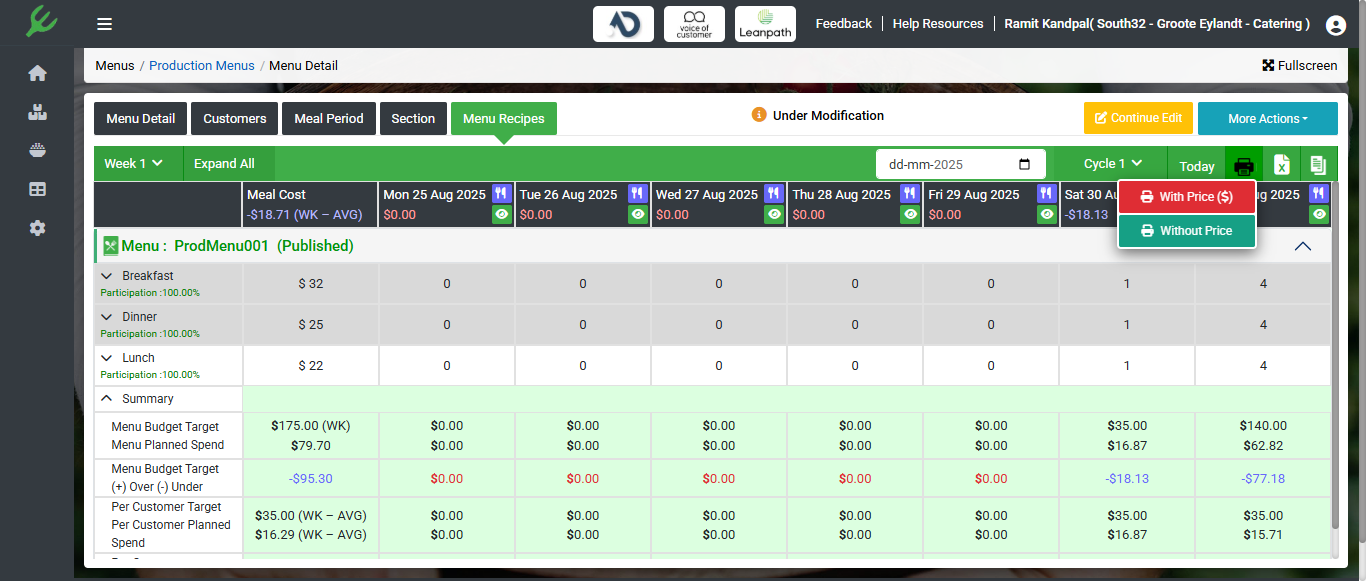 voice of customer
Leanpath
Feedback
Help Resources
Ramit Kandpal( South32 - Groote Eylandt - Catering )
Menus / Production Menus / Menu Detail
Fullscreen
Menu Detail
Customers
Meal Period
Section
Menu Recipes
Under Modification
Continue Edit
More Actions
Week 1
Expand All
dd-mm-2025
Cycle 1
Today
With Price ($)
Without Price
Meal Cost
-$18.71 (WK – AVG)
Mon 25 Aug 2025
$0.00
Tue 26 Aug 2025
$0.00
Wed 27 Aug 2025
$0.00
Thu 28 Aug 2025
$0.00
Fri 29 Aug 2025
$0.00
Sat 30 Au
-$18.13
2025
Menu : ProdMenu001 (Published)
Breakfast
Participation :100.00%
$ 32 0 0 0 0 0 1 4
Dinner
Participation :100.00%
$ 25 0 0 0 0 0 1 4
Lunch
Participation :100.00%
$ 22 0 0 0 0 0 1 4
Summary
Menu Budget Target $175.00 (WK) $0.00 $0.00 $0.00 $0.00 $0.00 $35.00 $140.00
Menu Planned Spend $79.70 $0.00 $0.00 $0.00 $0.00 $0.00 $16.87 $62.82
Menu Budget Target
(+) Over (-) Under
-$95.30 $0.00 $0.00 $0.00 $0.00 $0.00 -$18.13 -$77.18
Per Customer Target
Per Customer Planned
Spend
$35.00 (WK – AVG) $0.00 $0.00 $0.00 $0.00 $0.00 $35.00 $35.00
$16.29 (WK – AVG) $0.00 $0.00 $0.00 $0.00 $0.00 $16.87 $15.71